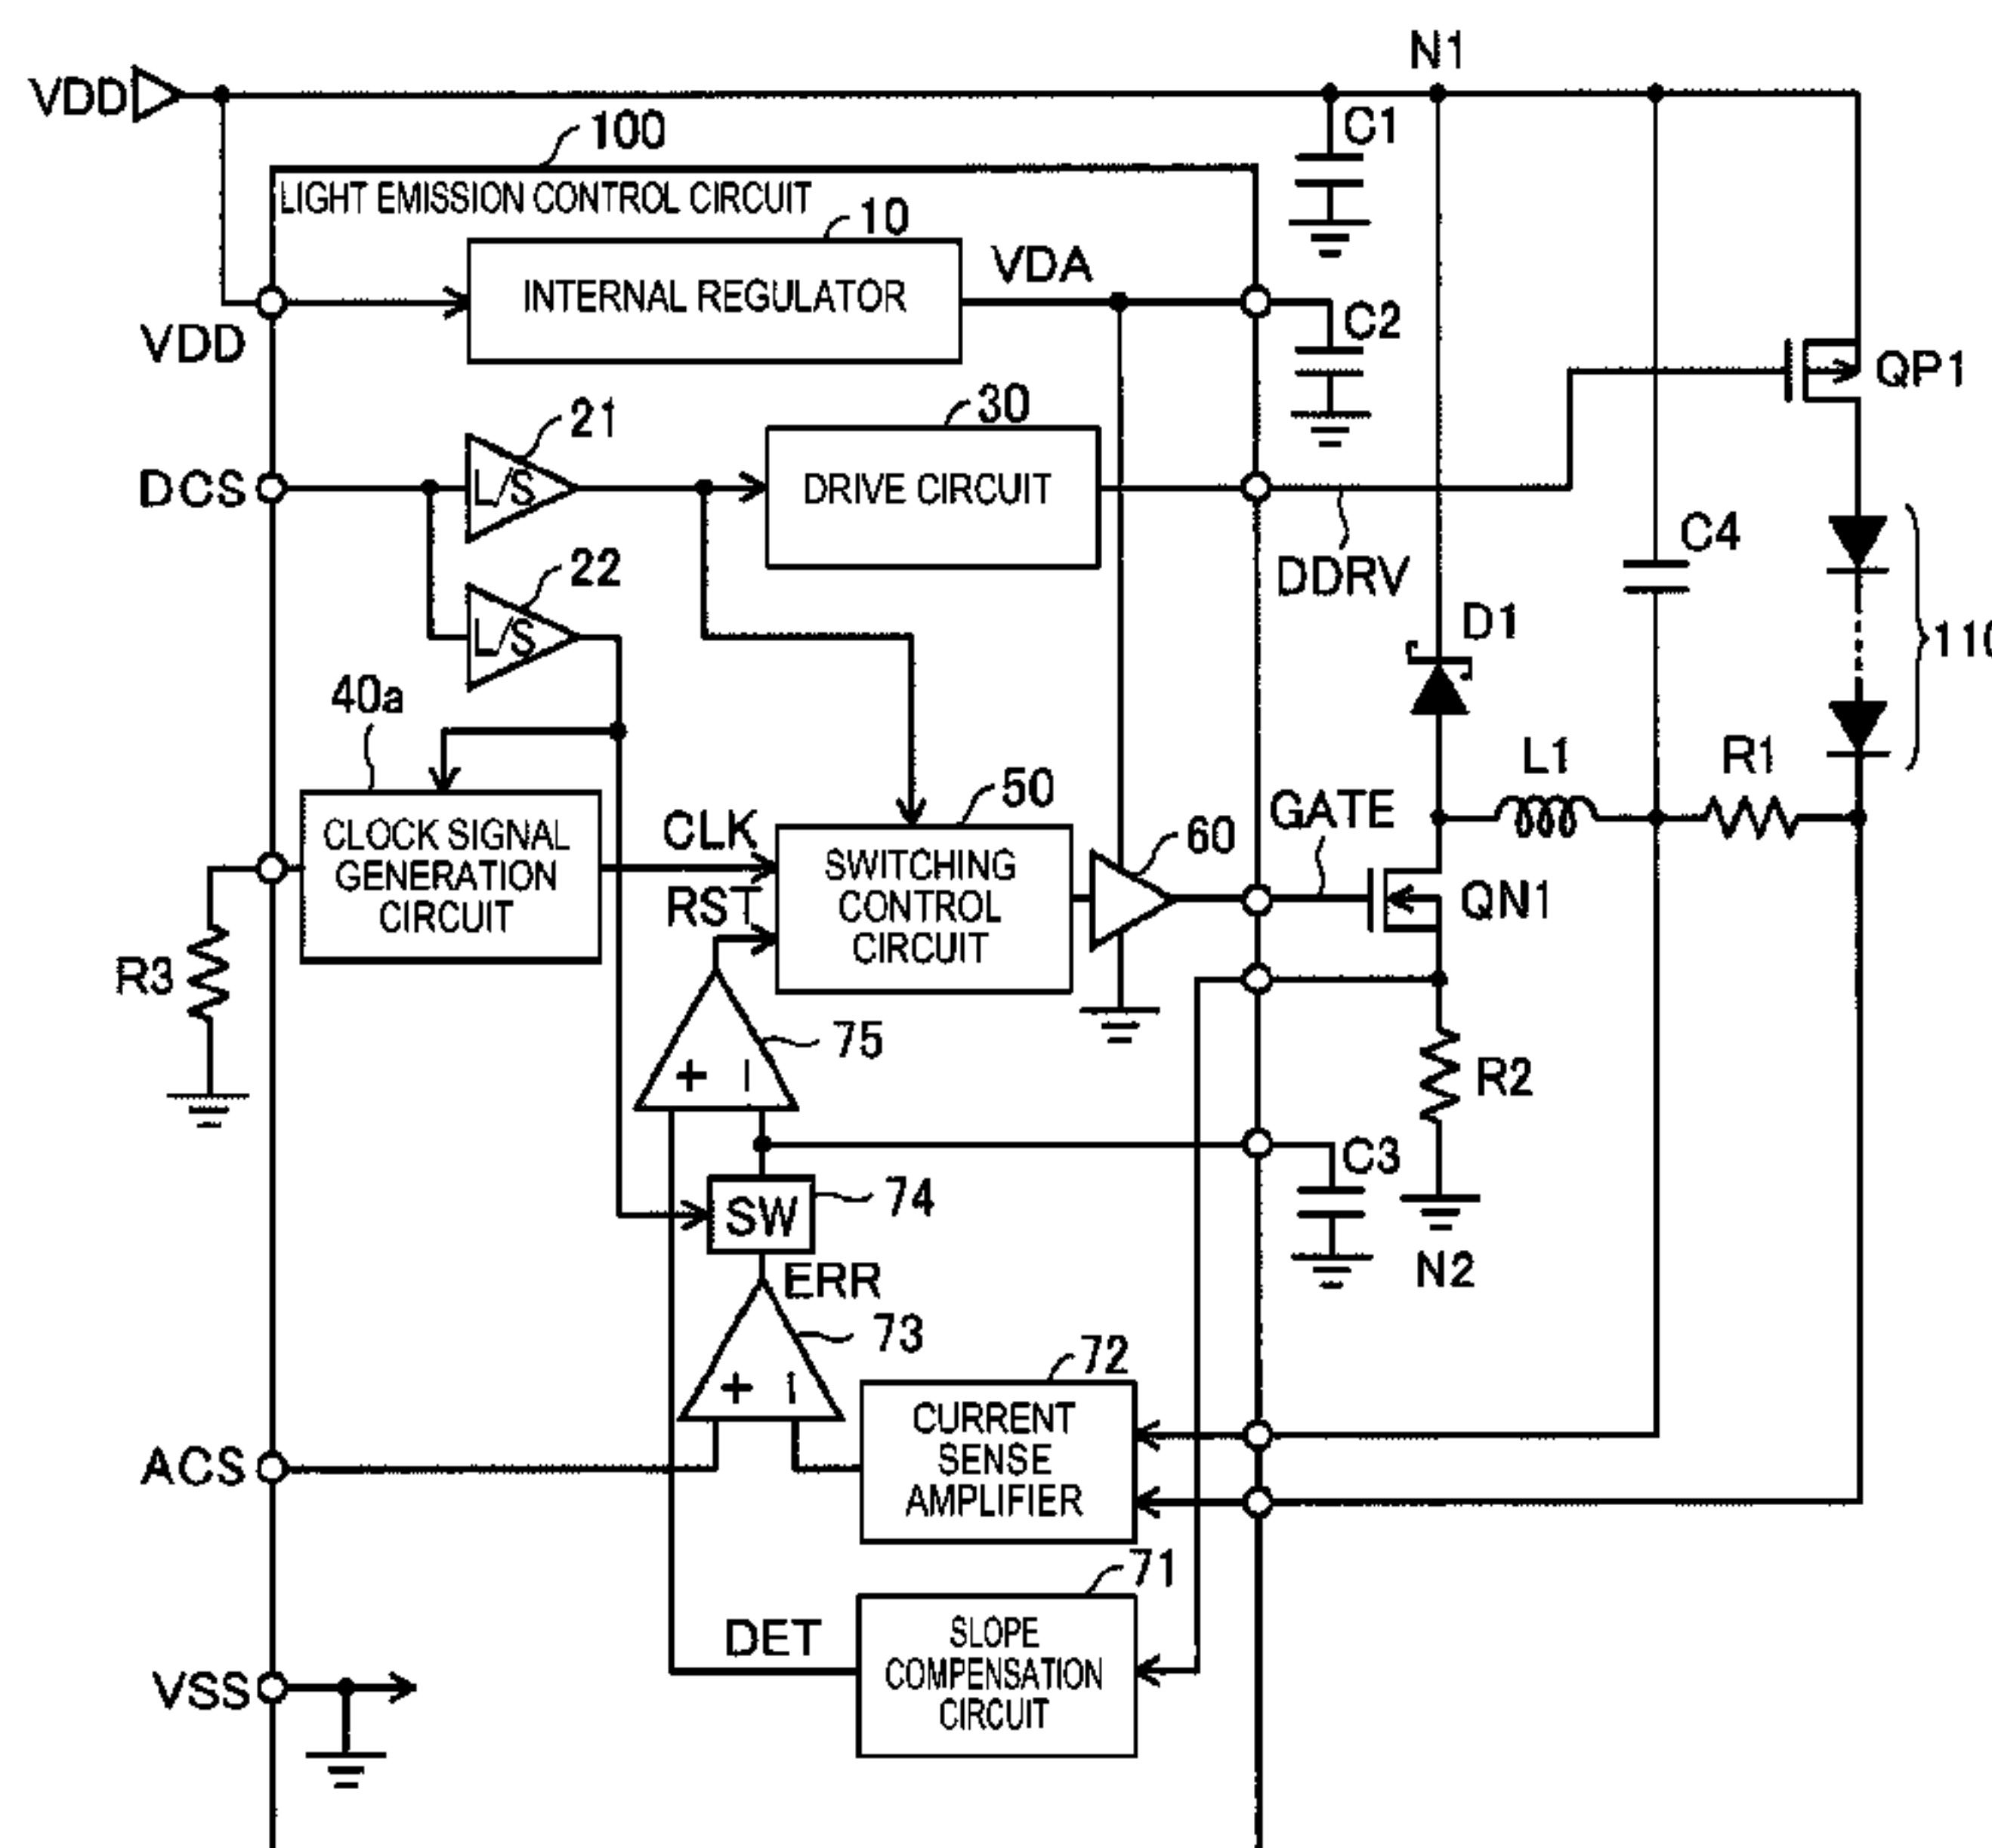 N1
VDD
C1
100
LIGHT EMISSION CONTROL CIRCUIT
10
VDA
INTERNAL REGULATOR
C2
VDD
QP1
21
30
L/S
DCS
DRIVE CIRCUIT
C4
22
DDRV
D1
L/S
110
40a
L1
R1
50
GATE
CLK
60
CLOCK SIGNAL
GENERATION
CIRCUIT
SWITCHING
CONTROL
CIRCUIT
RST
QN1
R3
75
R2
+ −
C3
74
SW
N2
ERR
73
72
+ −
CURRENT
SENSE
AMPLIFIER
ACS
71
DET
SLOPE
COMPENSATION
CIRCUIT
VSS